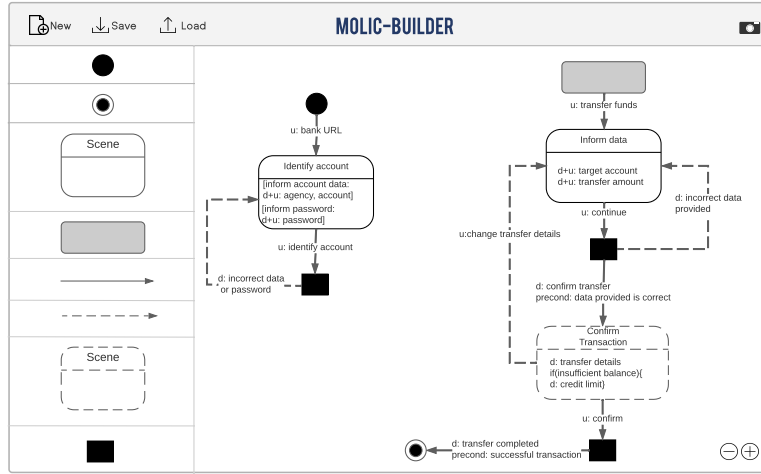 New
Save
Load
MOLIC-BUILDER
Scene
Scene
u: bank URL
Identify account
[inform account data:
d+u: agency, account]
[inform password:
d+u: password]
u: identify account
d: incorrect data
or password
u: transfer funds
Inform data
d+u: target account
d+u: transfer amount
u: continue
d: incorrect data
provided
u:change transfer details
d: confirm transfer
precond: data provided is correct
Confirm
Transaction
d: transfer details
if(insufficient balance){
d: credit limit}
u: confirm
d: transfer completed
precond: successful transaction